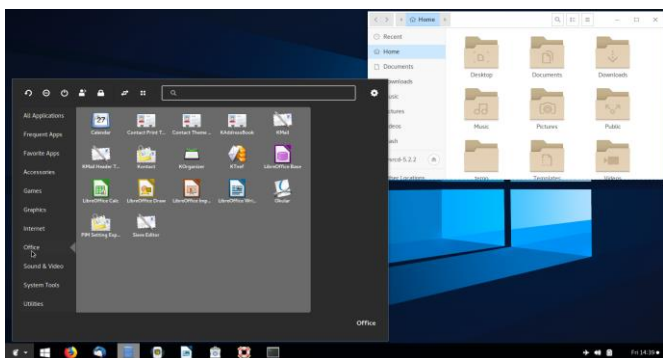 Home
Recent
Home
Documents
Desktop
Documents
Downloads
Music
Pictures
Public
Templates
Videos
All Applications
Frequent Apps
Favorite Apps
Accessories
Games
Graphics
Internet
Office
Sound & Video
System Tools
Utilities
Calendar
Contact Print T...
Contact Theme ...
KAddressBook
KMail
KMail Header T...
Kontact
KOrganizer
KTnef
LibreOffice Base
LibreOffice Calc
LibreOffice Draw
LibreOffice Imp...
LibreOffice Wri...
Okular
PIM Setting Exp...
Sieve Editor
Office
Fri 14:39